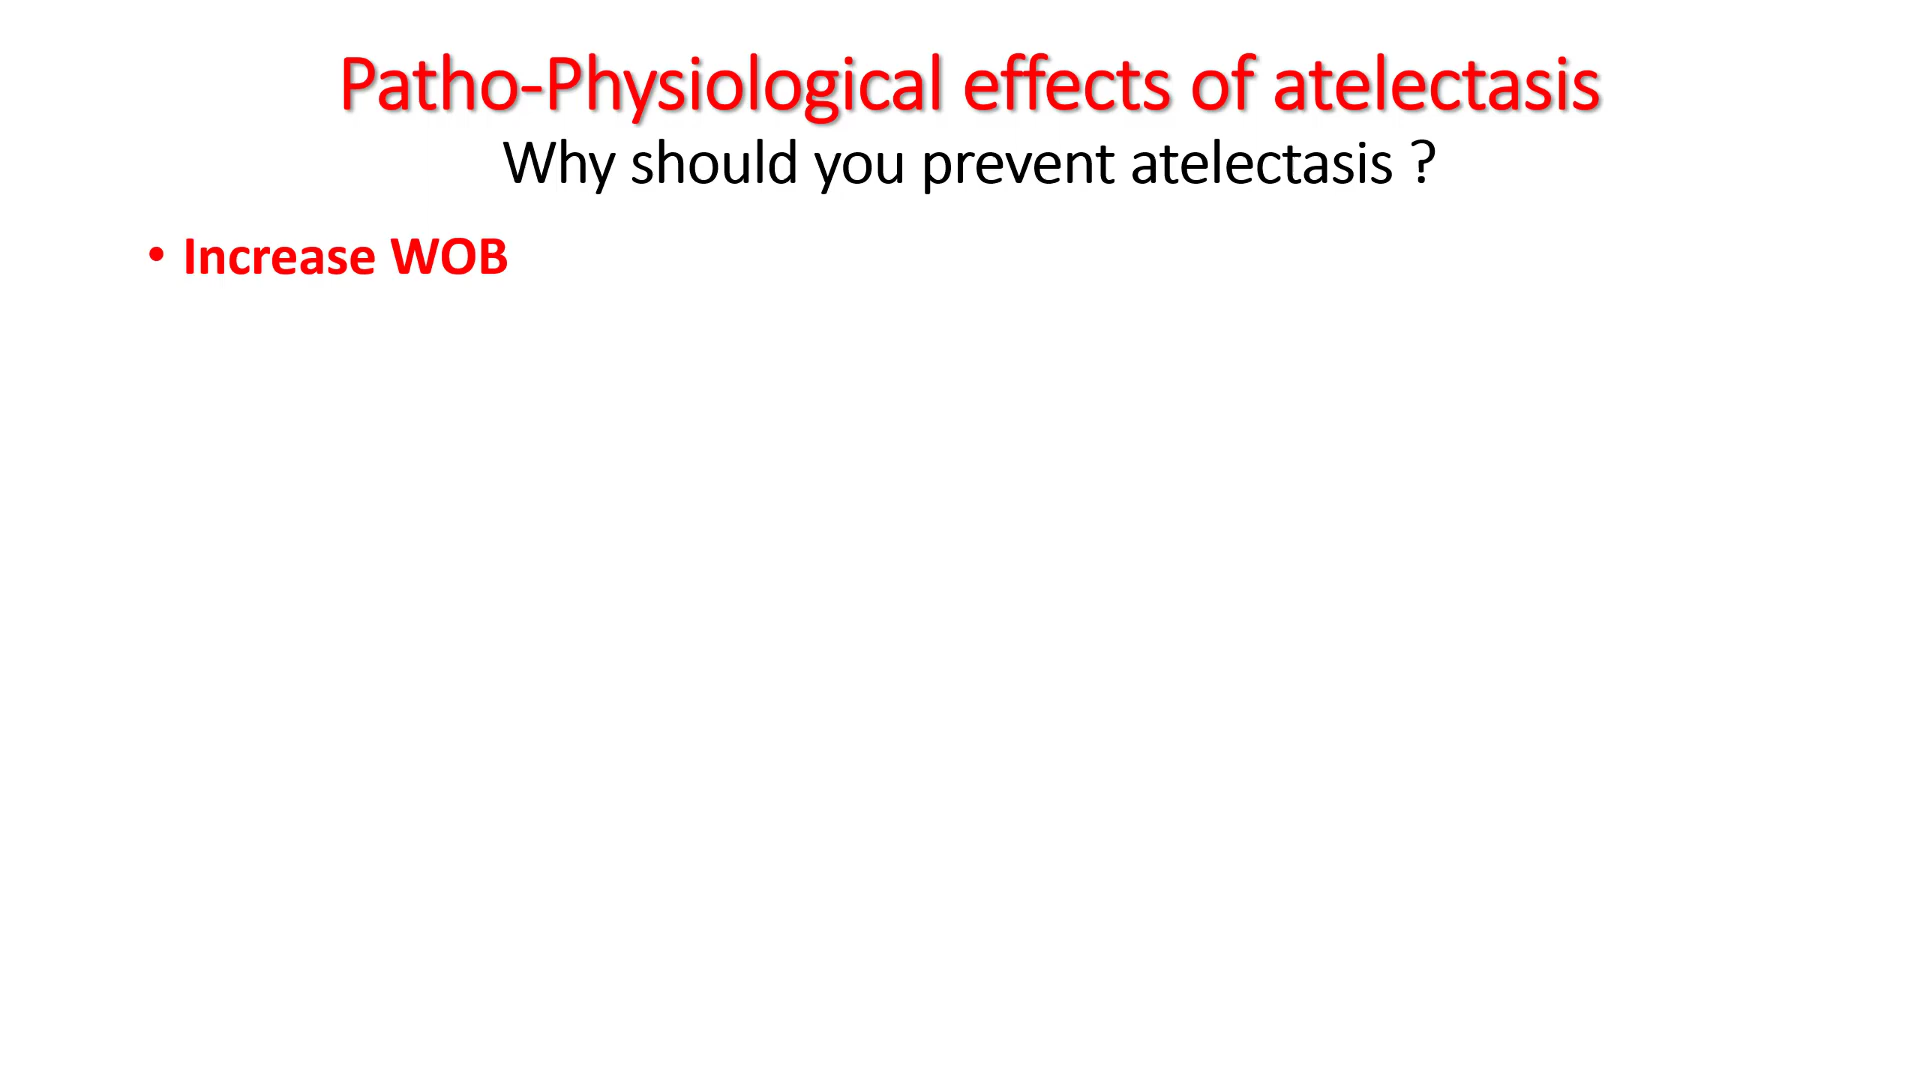 Patho-Physiological effects of atelectasis
Why should you prevent atelectasis ?
• Increase WOB